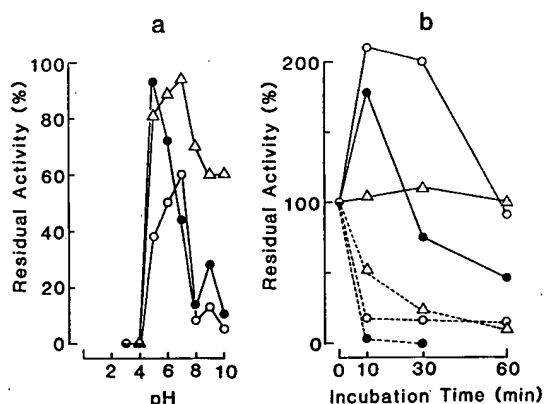 a
b
Residual Activity (%)
100
80
60
40
20
0
2 4 6 8 10
pH
Residual Activity (%)
200
100
0
0 10 30 60
Incubation Time (min)